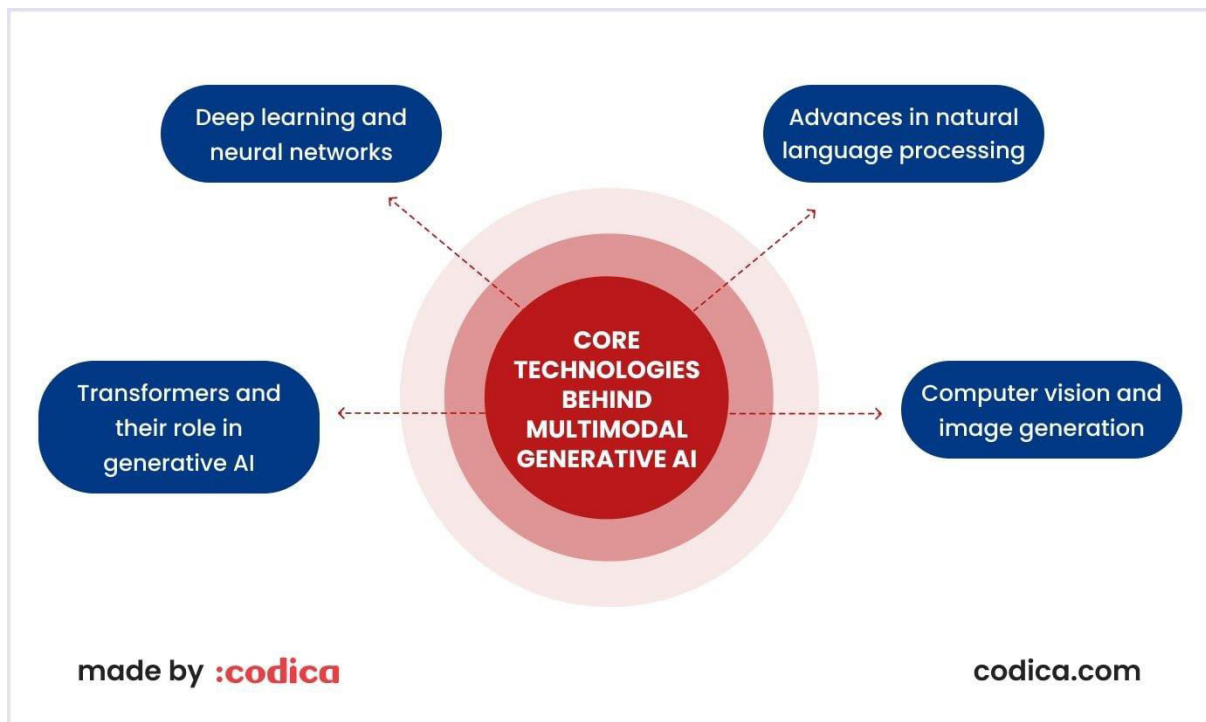 Deep learning and
neural networks
Advances in natural
language processing
CORE
TECHNOLOGIES
BEHIND
MULTIMODAL
GENERATIVE AI
Transformers and
their role in
generative AI
Computer vision and
image generation
made by :codica
codica.com